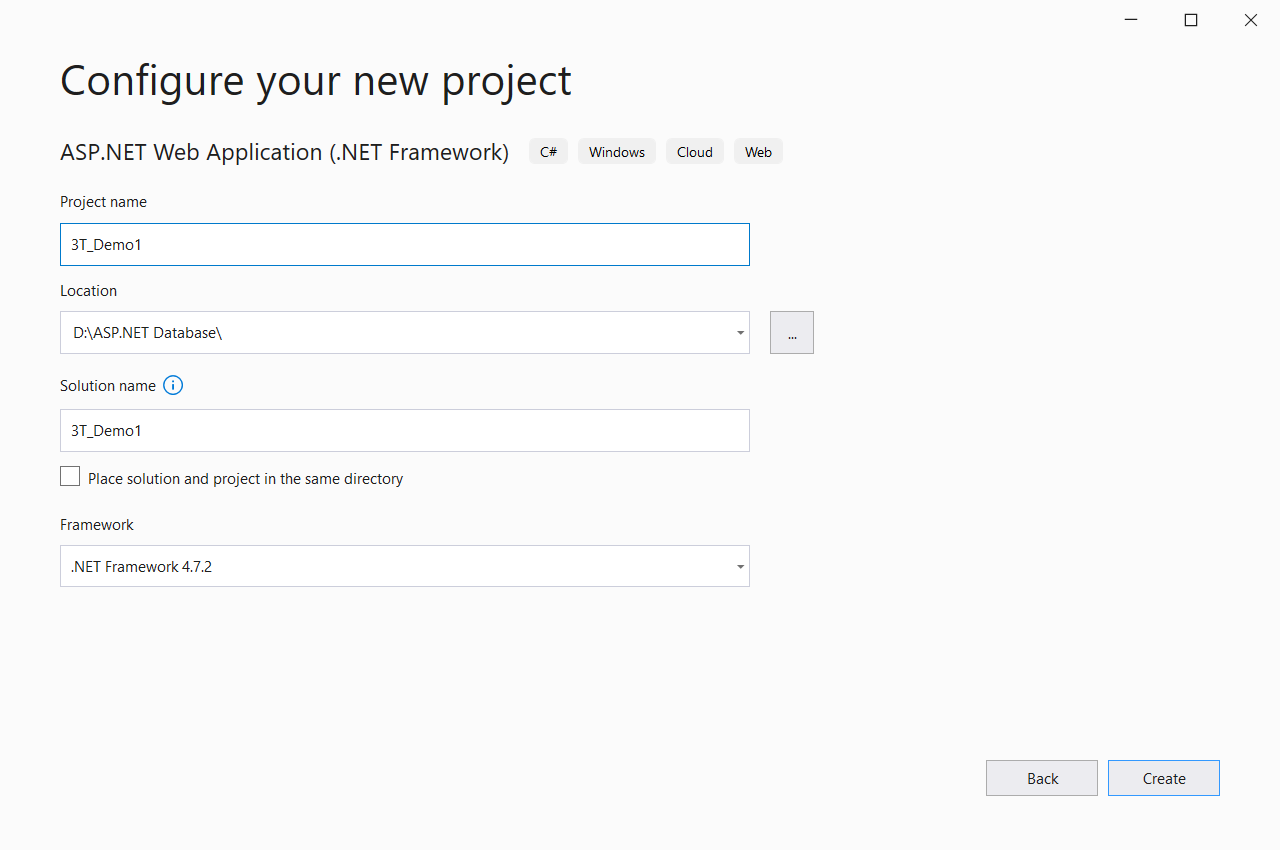 Configure your new project
ASP.NET Web Application (.NET Framework) C# Windows Cloud Web
Project name
3T_Demo1
Location
D:\ASP.NET Database\
...
Solution name
3T_Demo1
Place solution and project in the same directory
Framework
.NET Framework 4.7.2
Back Create